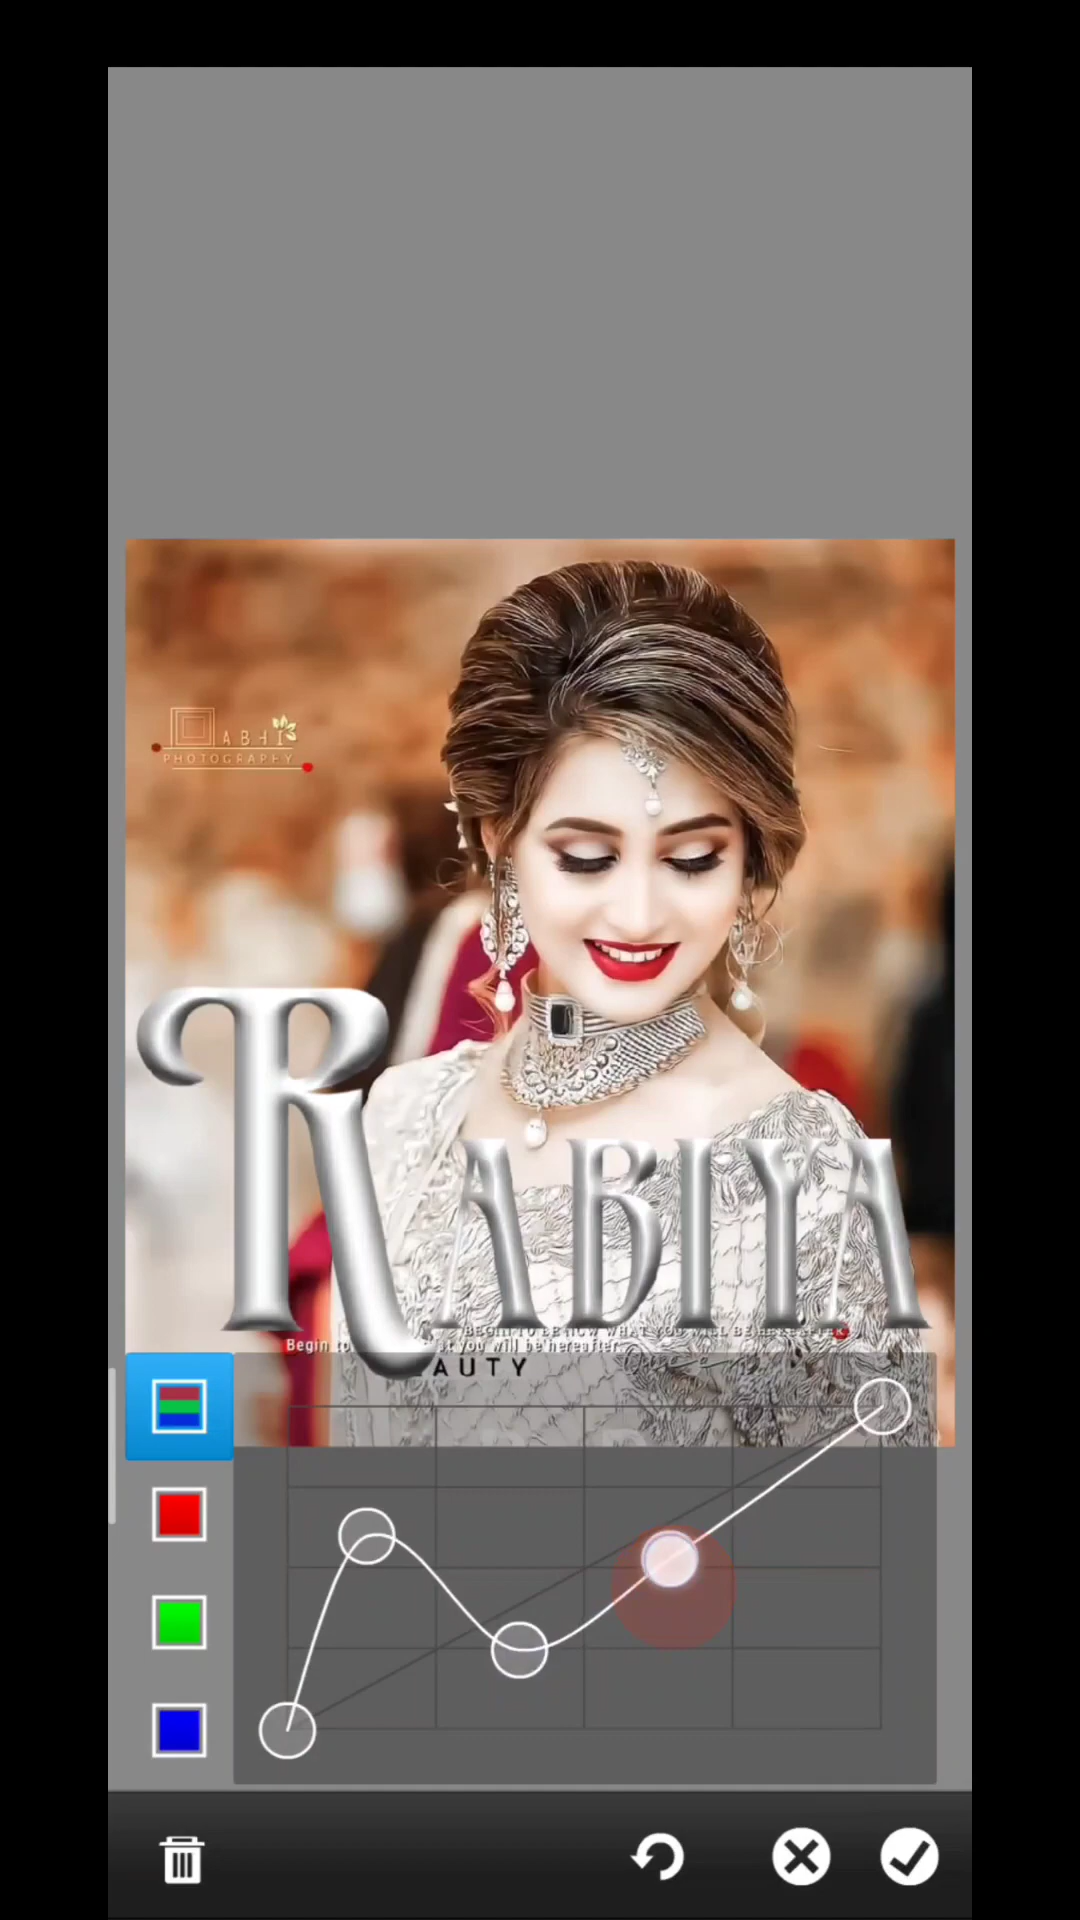 ABHI
PHOTOGRAPHY
RABIYA
BEGIN TO BE NOW WHAT YOU WILL BE HEREAFTER
Begin to at you will be hereafter
AUTY